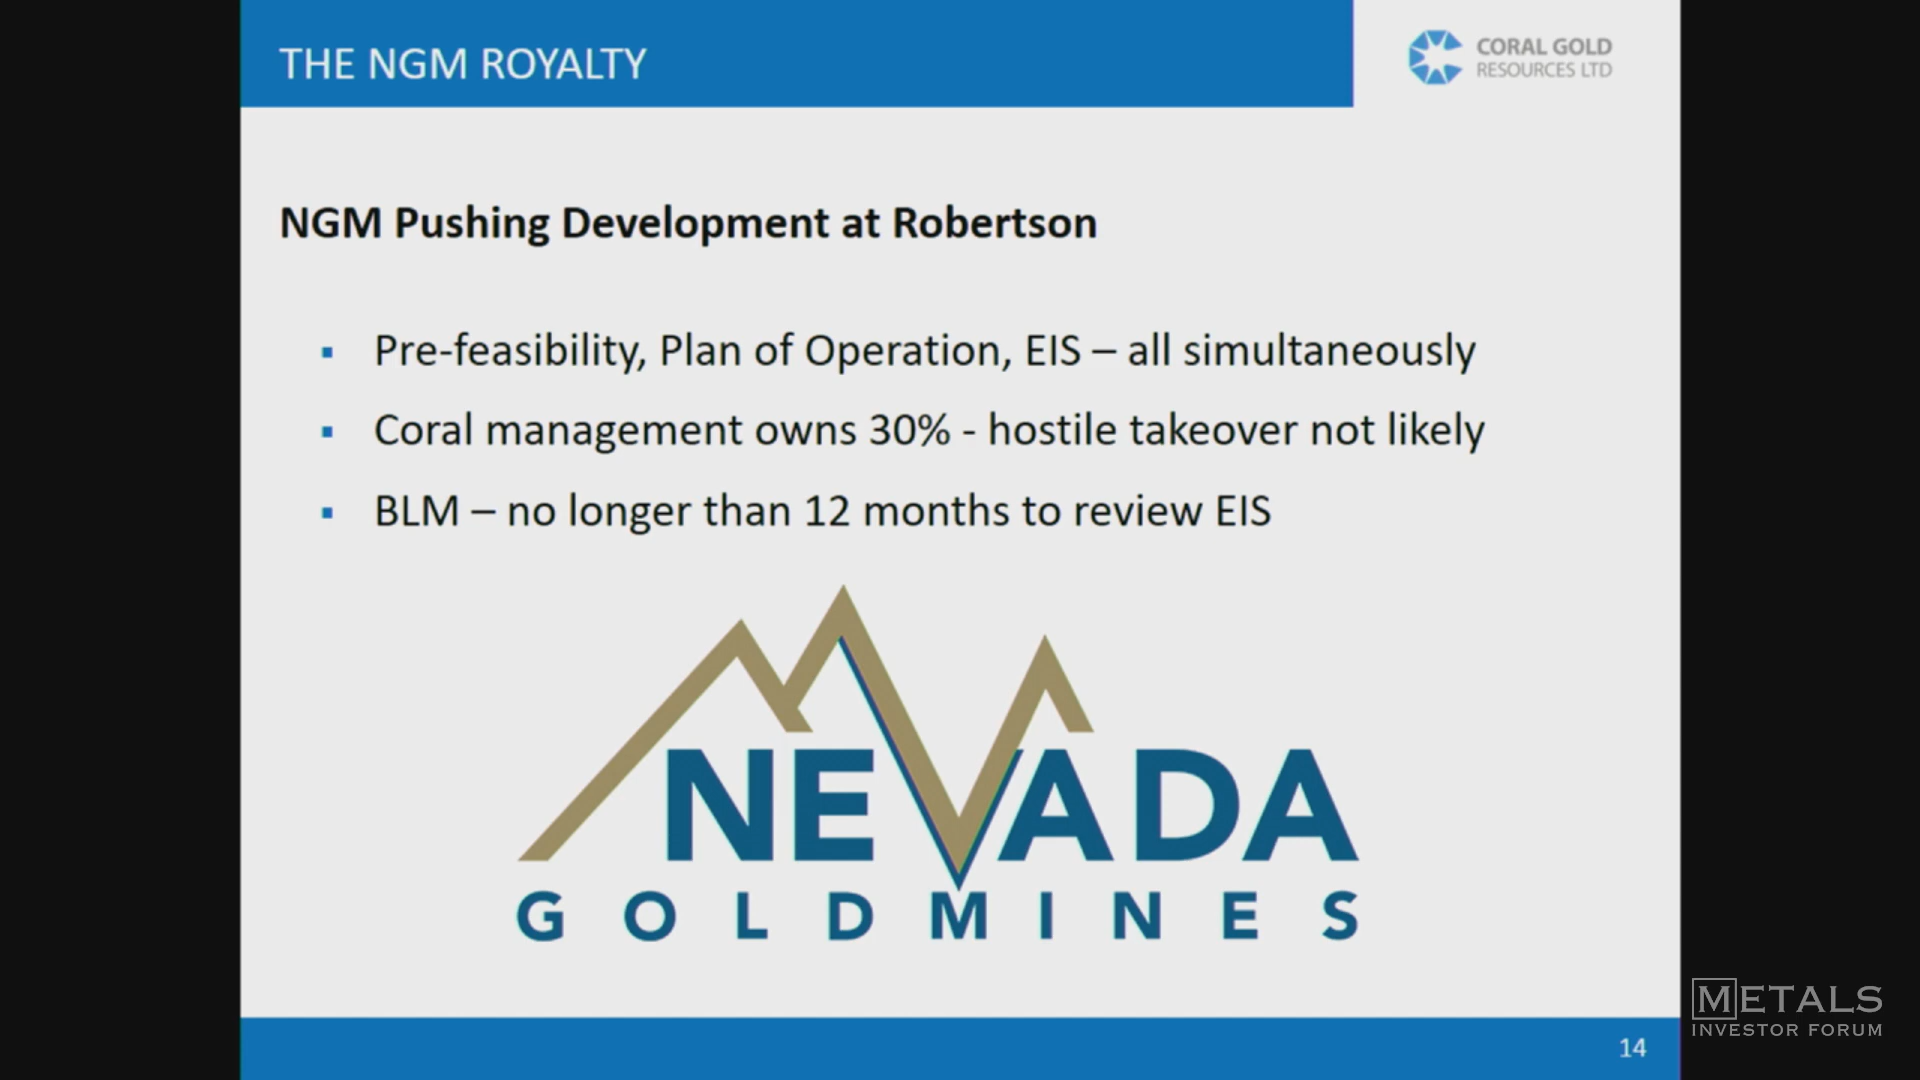 THE NGM ROYALTY
CORAL GOLD
RESOURCES LTD
NGM Pushing Development at Robertson
▪ Pre-feasibility, Plan of Operation, EIS – all simultaneously
▪ Coral management owns 30% - hostile takeover not likely
▪ BLM – no longer than 12 months to review EIS
NEVADA
GOLDMINES
14
METALS
INVESTOR FORUM